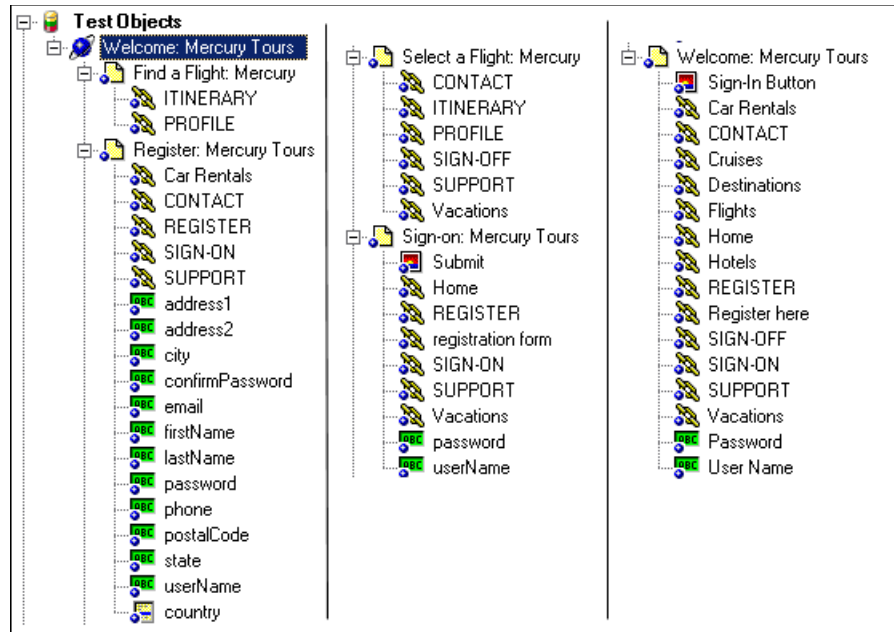 Test Objects
Welcome: Mercury Tours
Find a Flight: Mercury
ITINERARY
PROFILE
Register: Mercury Tours
Car Rentals
CONTACT
REGISTER
SIGN-ON
SUPPORT
address1
address2
city
confirmPassword
email
firstName
lastName
password
phone
postalCode
state
userName
country
Select a Flight: Mercury
CONTACT
ITINERARY
PROFILE
SIGN-OFF
SUPPORT
Vacations
Sign-on: Mercury Tours
Submit
Home
REGISTER
registration form
SIGN-ON
SUPPORT
Vacations
password
userName
Welcome: Mercury Tours
Sign-In Button
Car Rentals
CONTACT
Cruises
Destinations
Flights
Home
Hotels
REGISTER
Register here
SIGN-OFF
SIGN-ON
SUPPORT
Vacations
Password
User Name